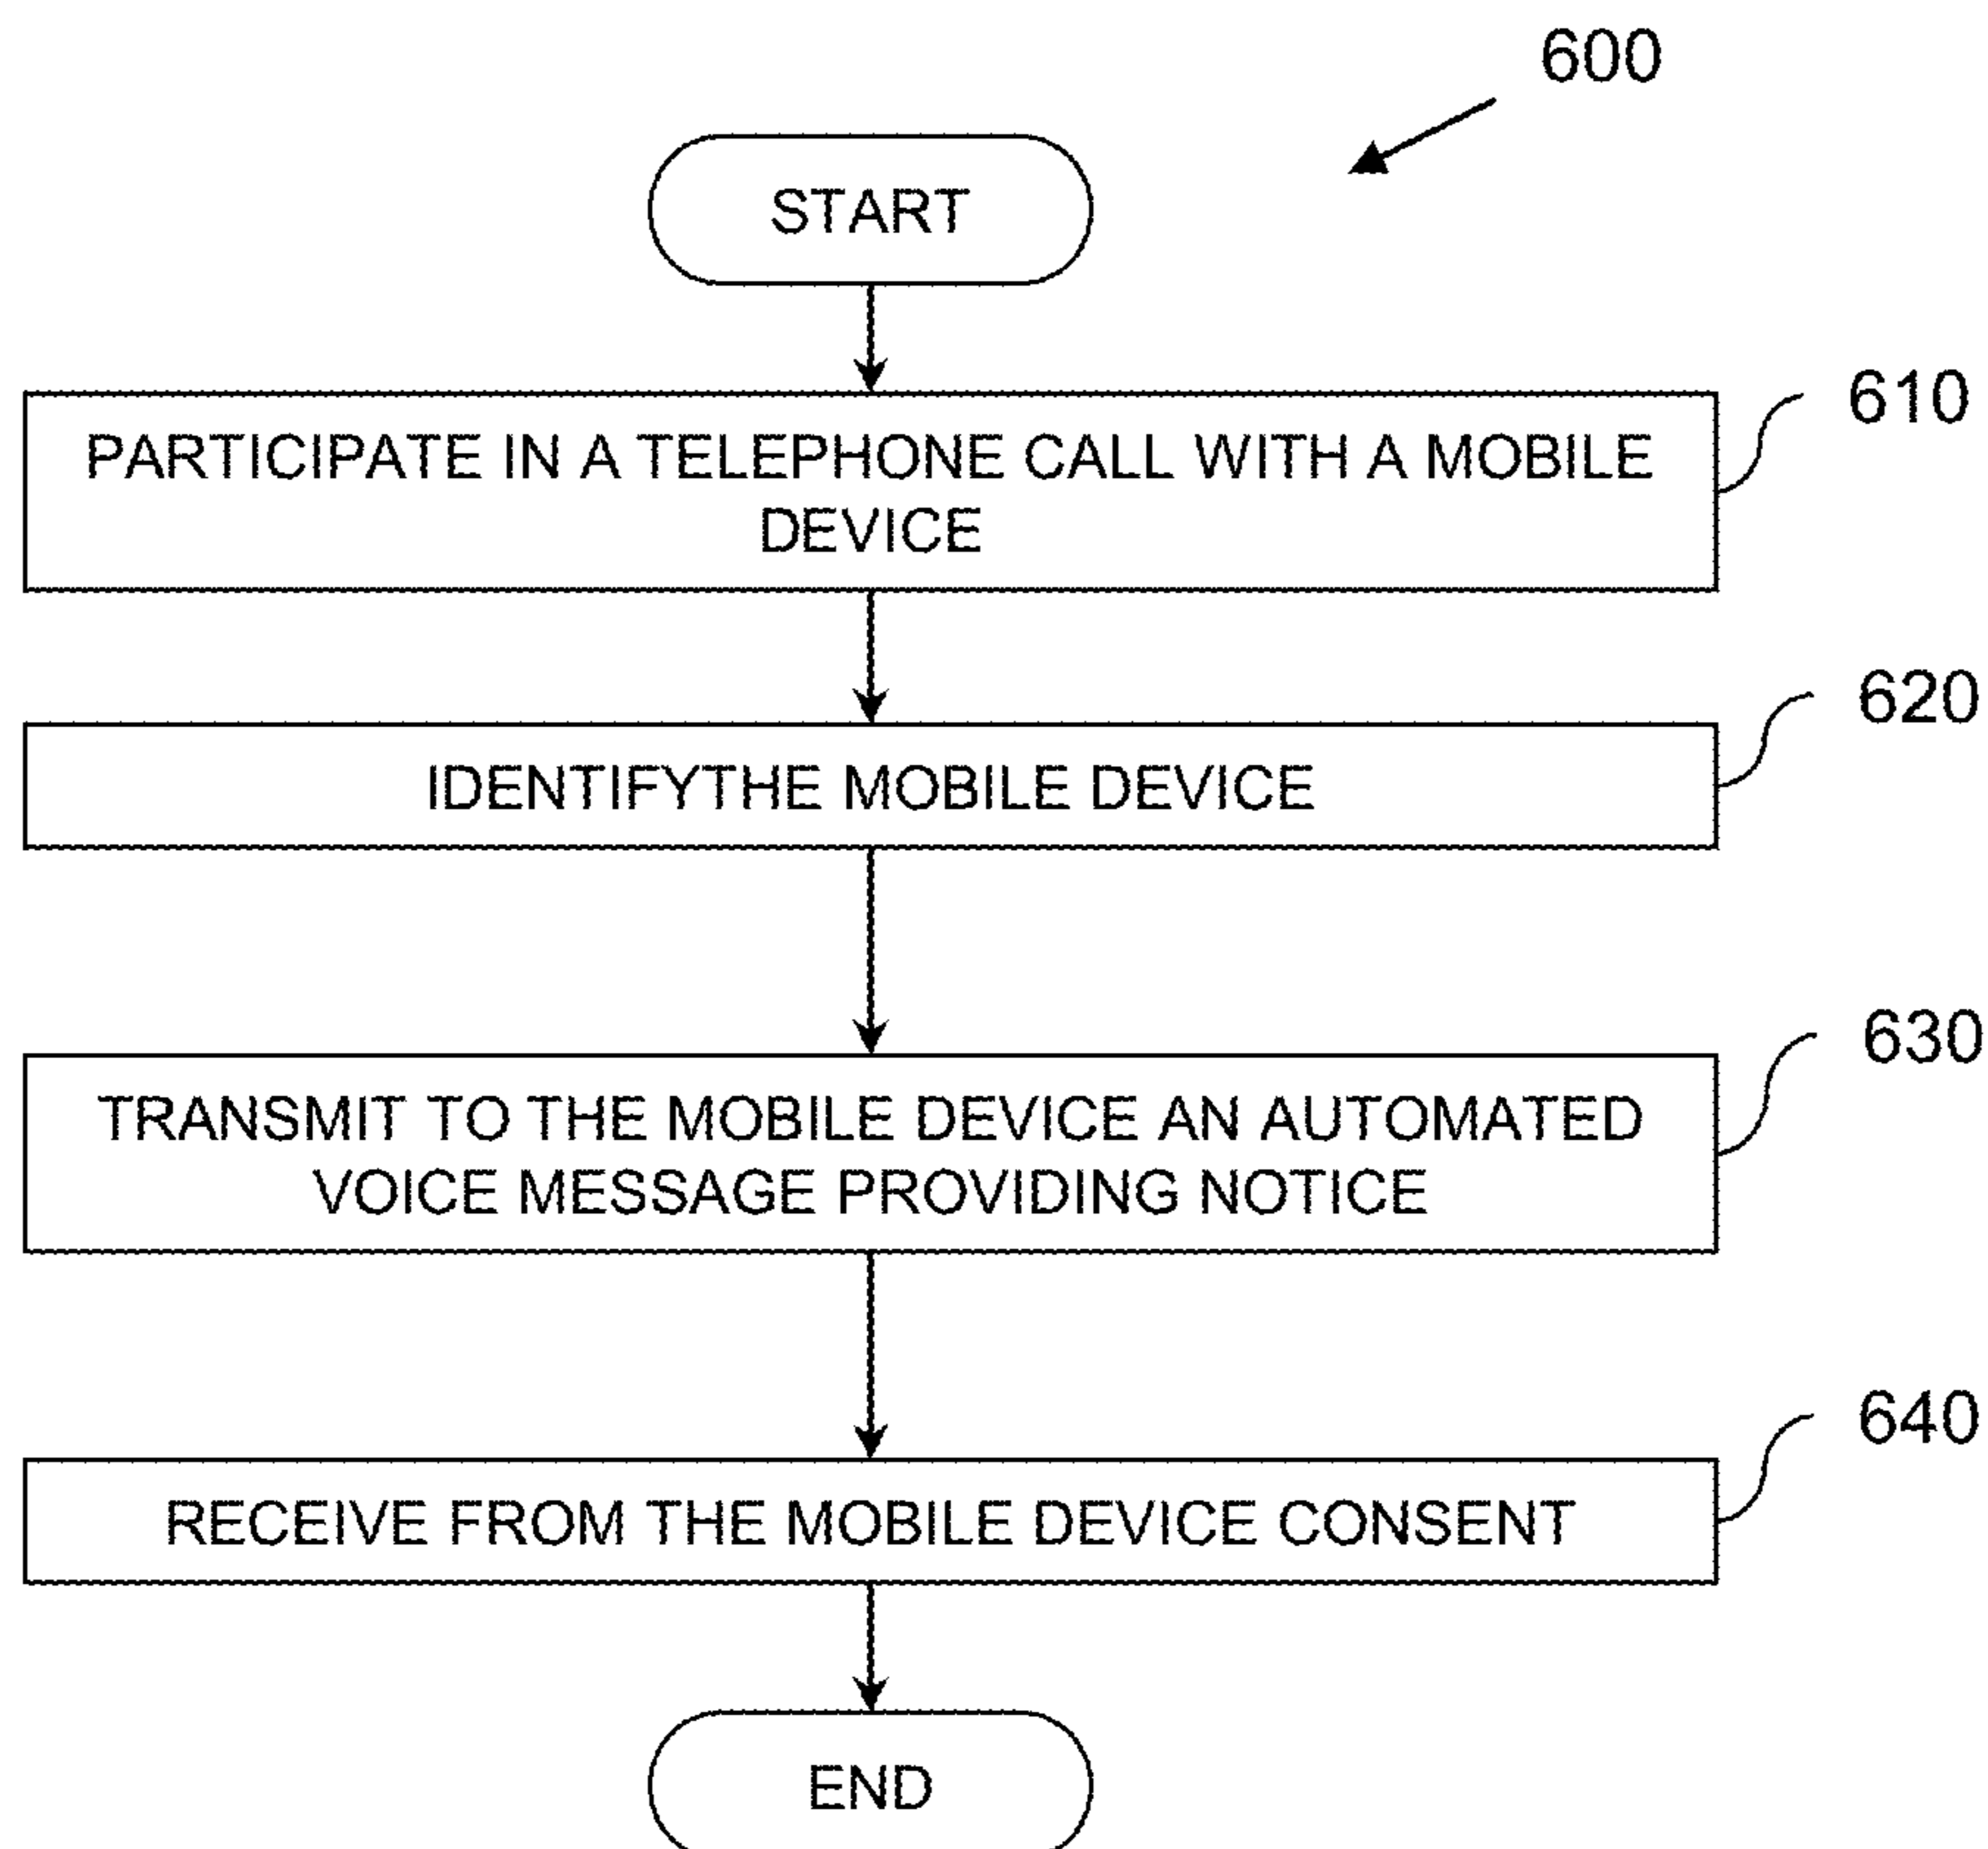 600
START
610
PARTICIPATE IN A TELEPHONE CALL WITH A MOBILE
DEVICE
620
IDENTIFYTHE MOBILE DEVICE
630
TRANSMIT TO THE MOBILE DEVICE AN AUTOMATED
VOICE MESSAGE PROVIDING NOTICE
640
RECEIVE FROM THE MOBILE DEVICE CONSENT
END